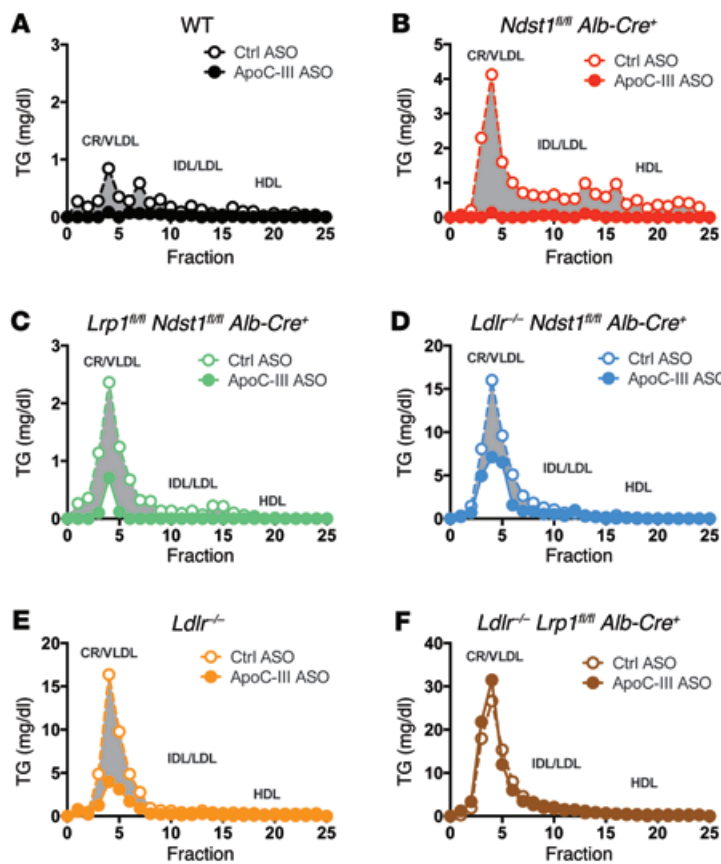 A WT
Ctrl ASO
ApoC-III ASO
3
2
1
0
TG (mg/dl)
CR/VLDL
IDL/LDL
HDL
0 5 10 15 20 25
Fraction
B Ndst1fl/fl Alb-Cre+
Ctrl ASO
ApoC-III ASO
5
4
3
2
1
0
TG (mg/dl)
CR/VLDL
IDL/LDL
HDL
0 5 10 15 20 25
Fraction
C Lrp1fl/fl Ndst1fl/fl Alb-Cre+
Ctrl ASO
ApoC-III ASO
3
2
1
0
TG (mg/dl)
CR/VLDL
IDL/LDL
HDL
0 5 10 15 20 25
Fraction
D Ldlr–/– Ndst1fl/fl Alb-Cre+
Ctrl ASO
ApoC-III ASO
20
15
10
5
0
TG (mg/dl)
CR/VLDL
IDL/LDL
HDL
0 5 10 15 20 25
Fraction
E Ldlr–/–
Ctrl ASO
ApoC-III ASO
20
15
10
5
0
TG (mg/dl)
CR/VLDL
IDL/LDL
HDL
0 5 10 15 20 25
Fraction
F Ldlr–/– Lrp1fl/fl Alb-Cre+
Ctrl ASO
ApoC-III ASO
40
30
20
10
0
TG (mg/dl)
CR/VLDL
IDL/LDL
HDL
0 5 10 15 20 25
Fraction